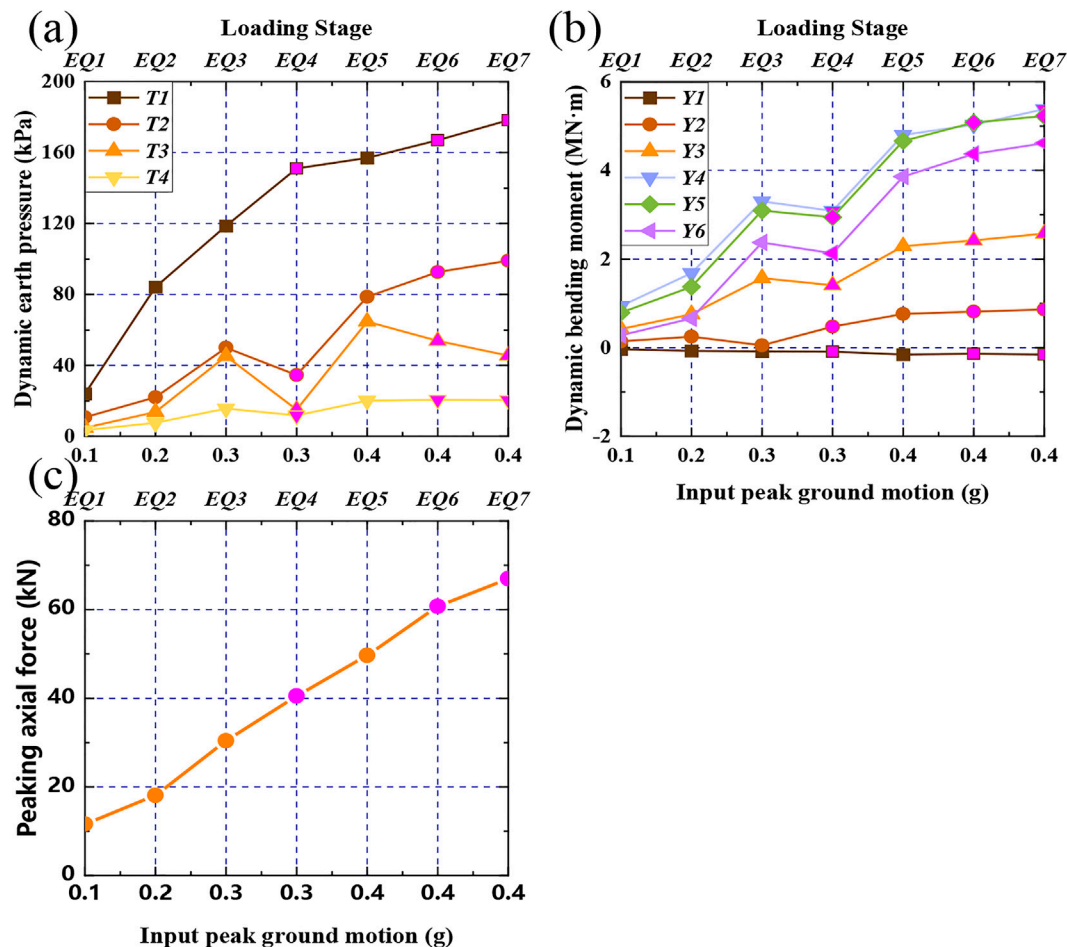 (a)
Loading Stage
EQ1 EQ2 EQ3 EQ4 EQ5 EQ6 EQ7
200
160
120
80
40
0
Dynamic earth pressure (kPa)
T1
T2
T3
T4
0.1 0.2 0.3 0.3 0.4 0.4 0.4
Input peak ground motion (g)
(b)
Loading Stage
EQ1 EQ2 EQ3 EQ4 EQ5 EQ6 EQ7
6
4
2
0
-2
Dynamic bending moment (MN·m)
Y1
Y2
Y3
Y4
Y5
Y6
0.1 0.2 0.3 0.3 0.4 0.4 0.4
Input peak ground motion (g)
(c)
EQ1 EQ2 EQ3 EQ4 EQ5 EQ6 EQ7
80
60
40
20
0
Peaking axial force (kN)
0.1 0.2 0.3 0.3 0.4 0.4 0.4
Input peak ground motion (g)